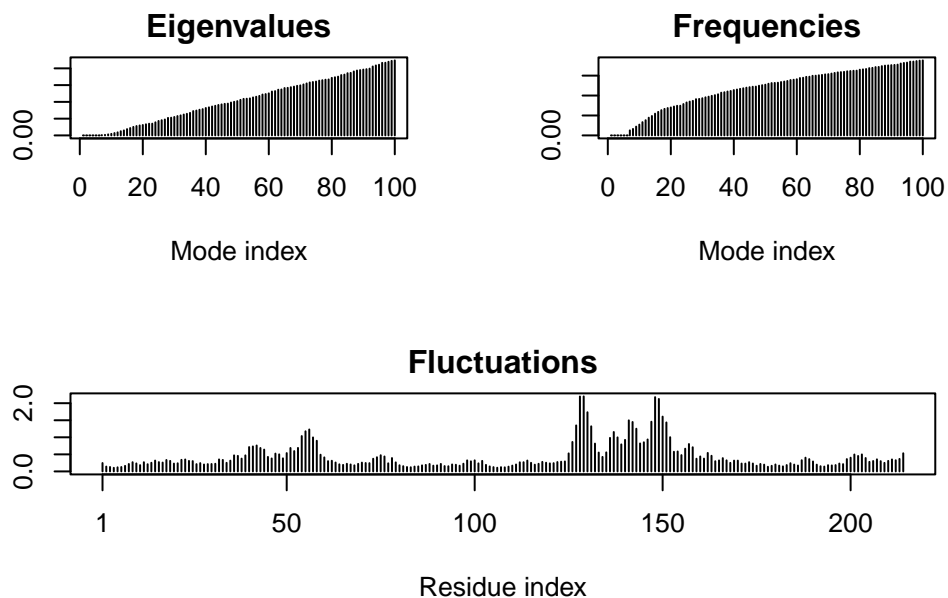 Eigenvalues
0.00
0 20 40 60 80 100
Mode index
Frequencies
0.00
0 20 40 60 80 100
Mode index
Fluctuations
0.0 2.0
1 50 100 150 200
Residue index